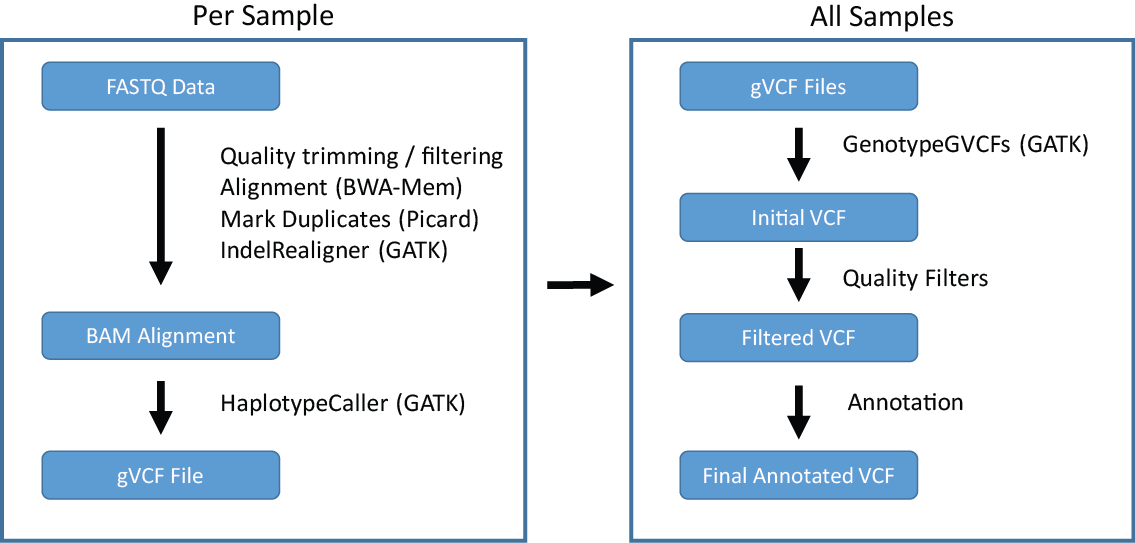 Per Sample
FASTQ Data
Quality trimming / filtering
Alignment (BWA-Mem)
Mark Duplicates (Picard)
IndelRealigner (GATK)
BAM Alignment
HaplotypeCaller (GATK)
gVCF File
All Samples
gVCF Files
GenotypeGVCFs (GATK)
Initial VCF
Quality Filters
Filtered VCF
Annotation
Final Annotated VCF